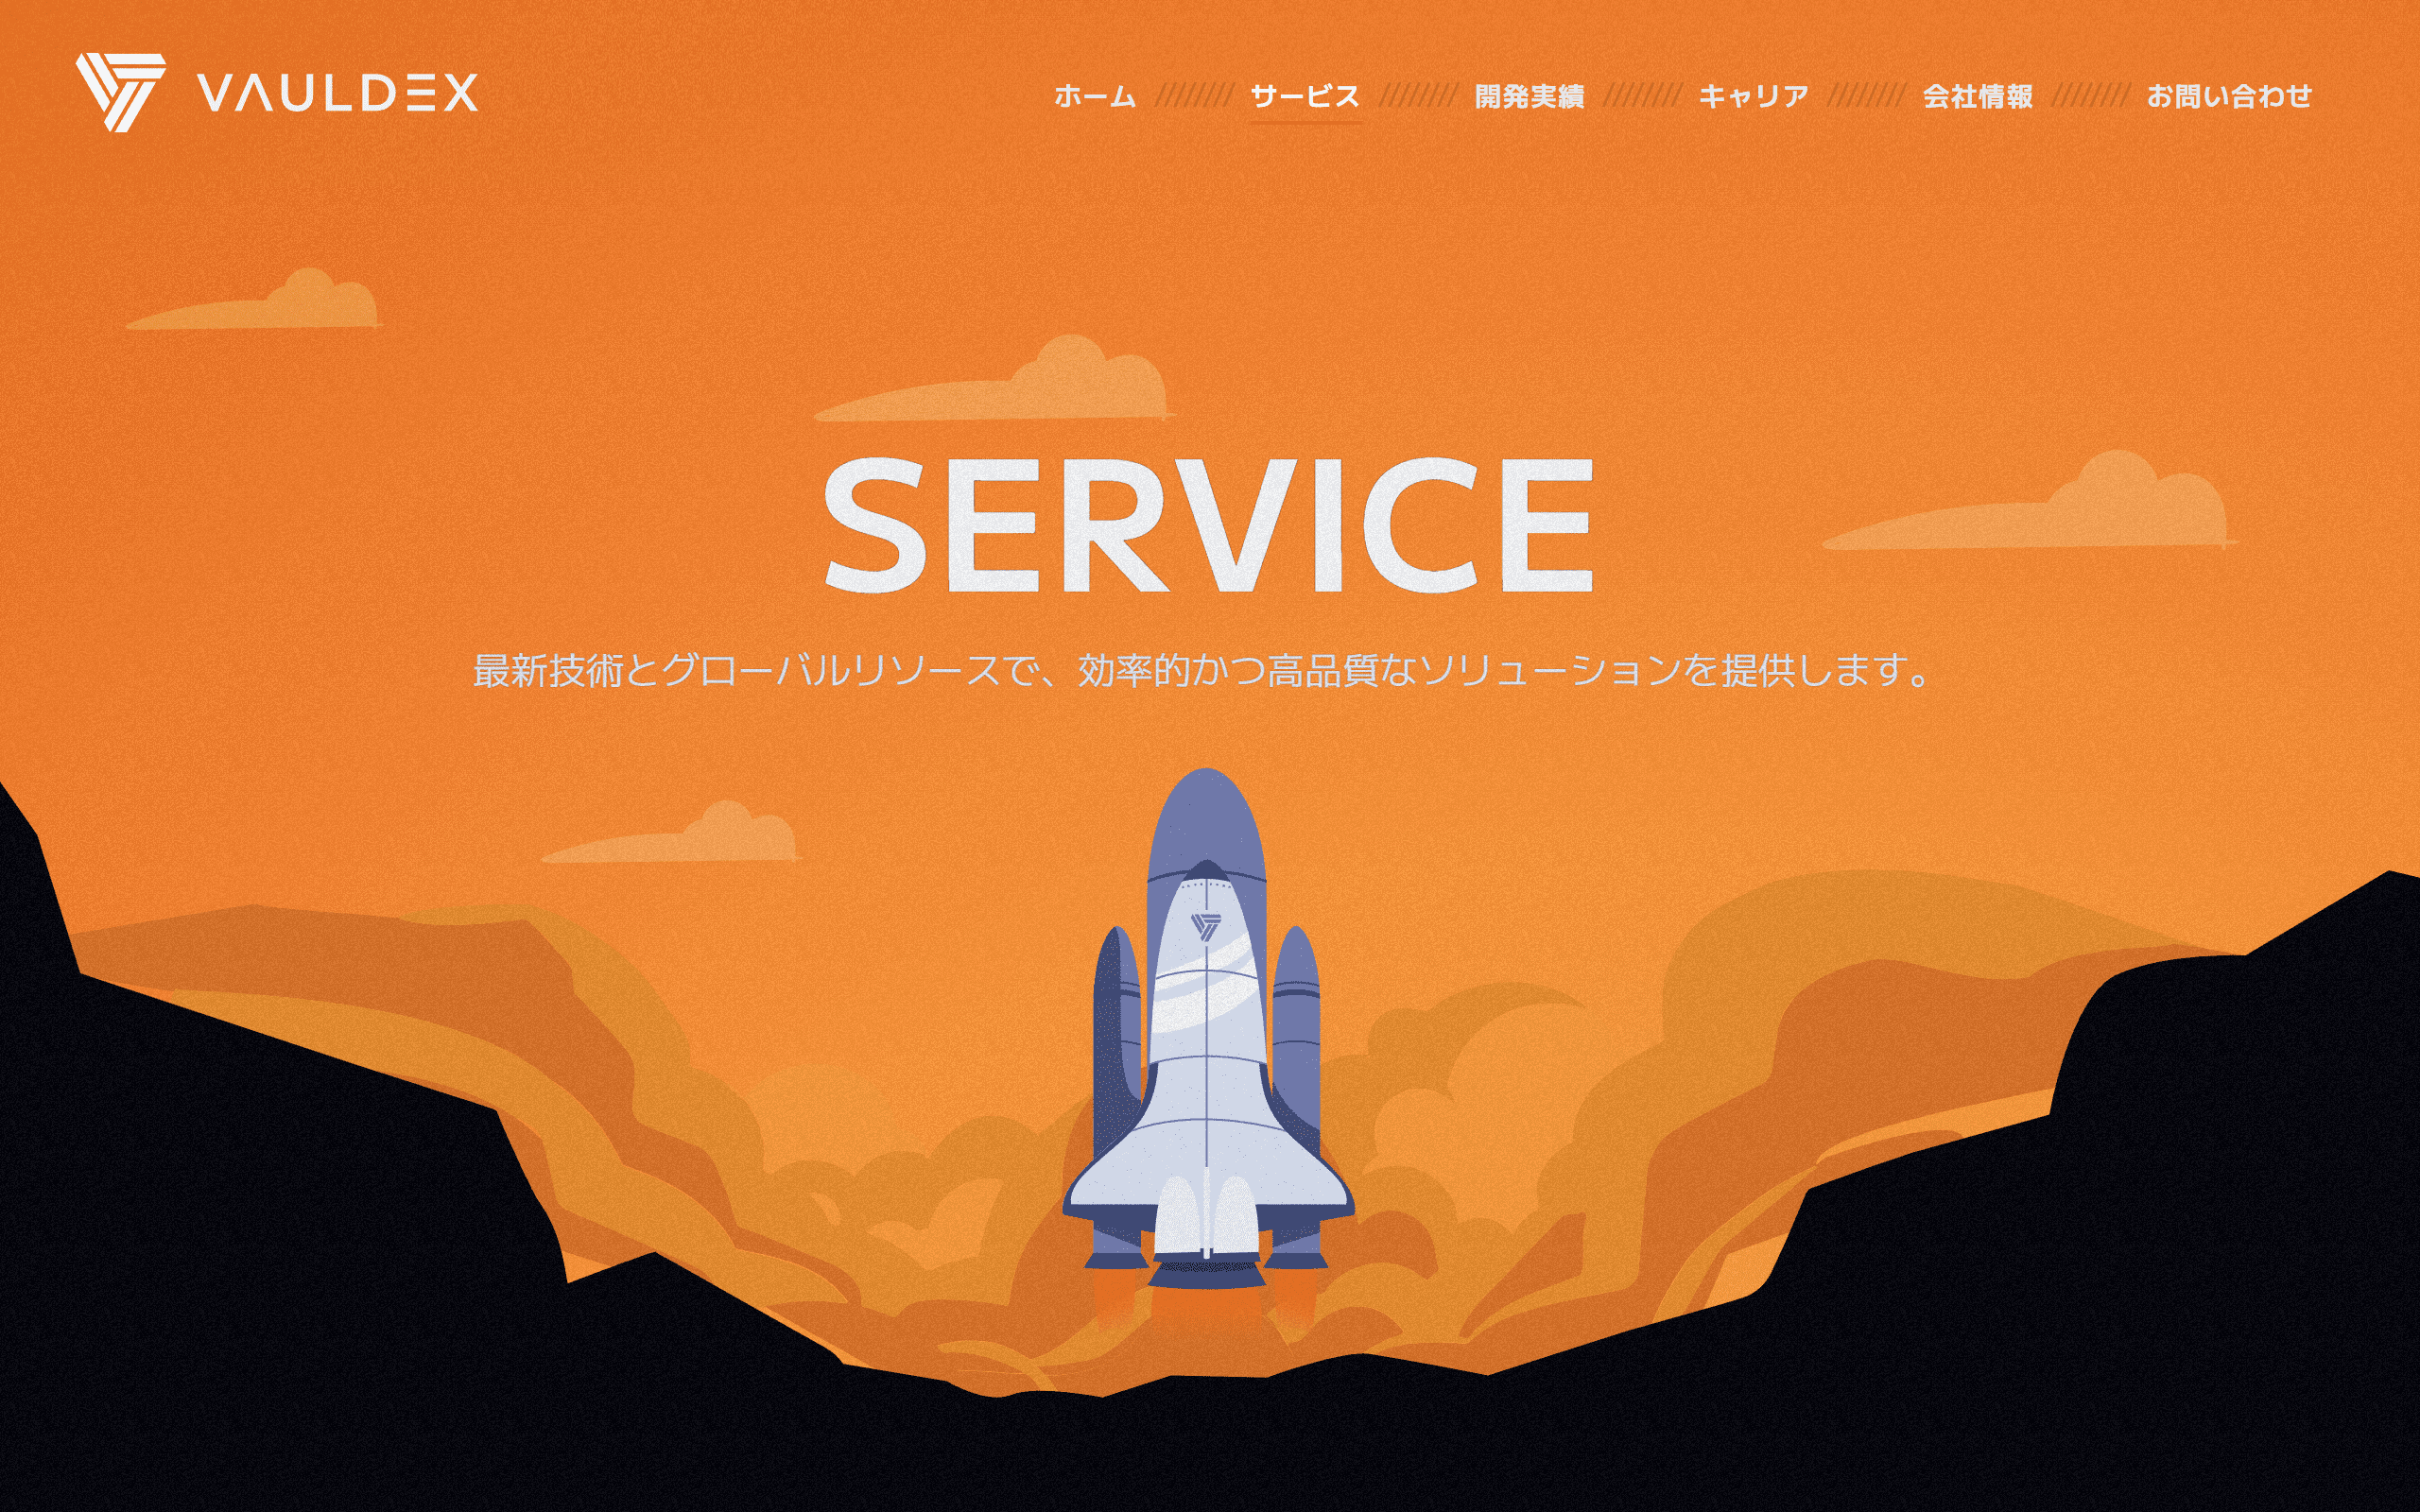 VAULDEX
ホーム サービス 開発実績 キャリア 会社情報 お問い合わせ
SERVICE
最新技術とグローバルリソースで、効率的かつ高品質なソリューションを提供します。